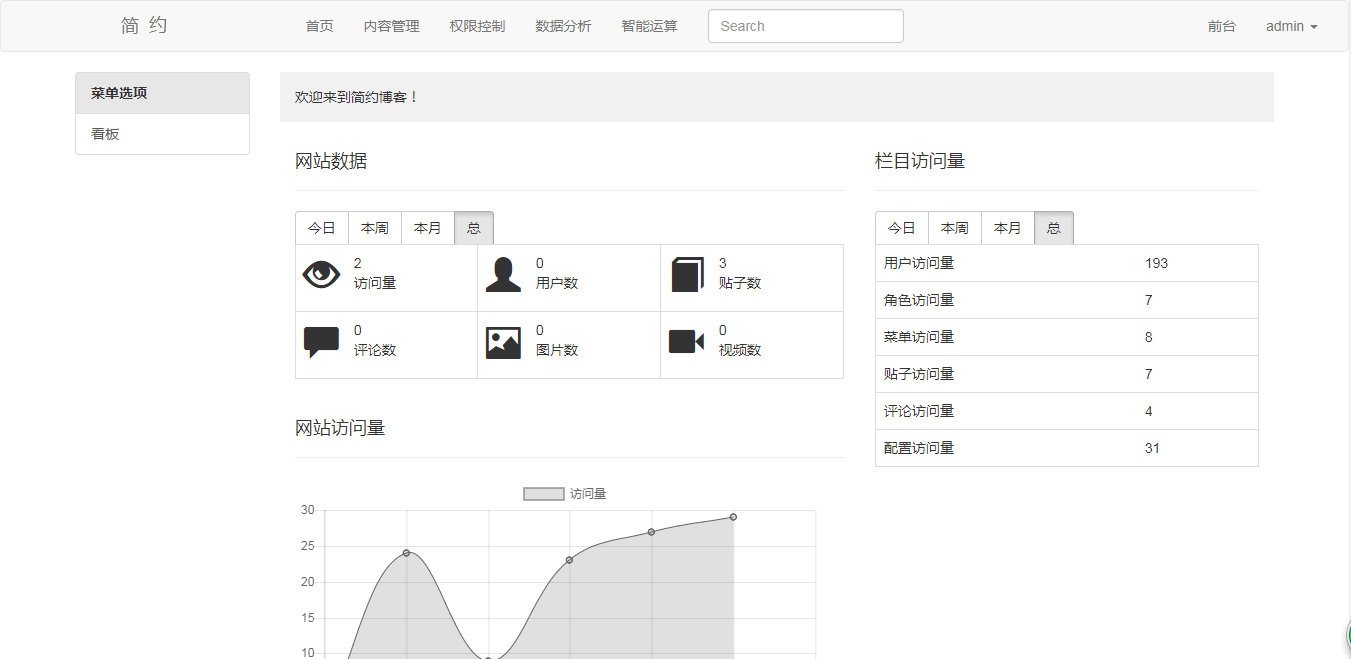 简 约 首页 内容管理 权限控制 数据分析 智能运算 Search 前台 admin
菜单选项
看板
欢迎来到简约博客！
网站数据
今日 本周 本月 总
2
访问量
0
用户数
3
贴子数
0
评论数
0
图片数
0
视频数
网站访问量
访问量
30
25
20
15
10
栏目访问量
今日 本周 本月 总
用户访问量 193
角色访问量 7
菜单访问量 8
贴子访问量 7
评论访问量 4
配置访问量 31